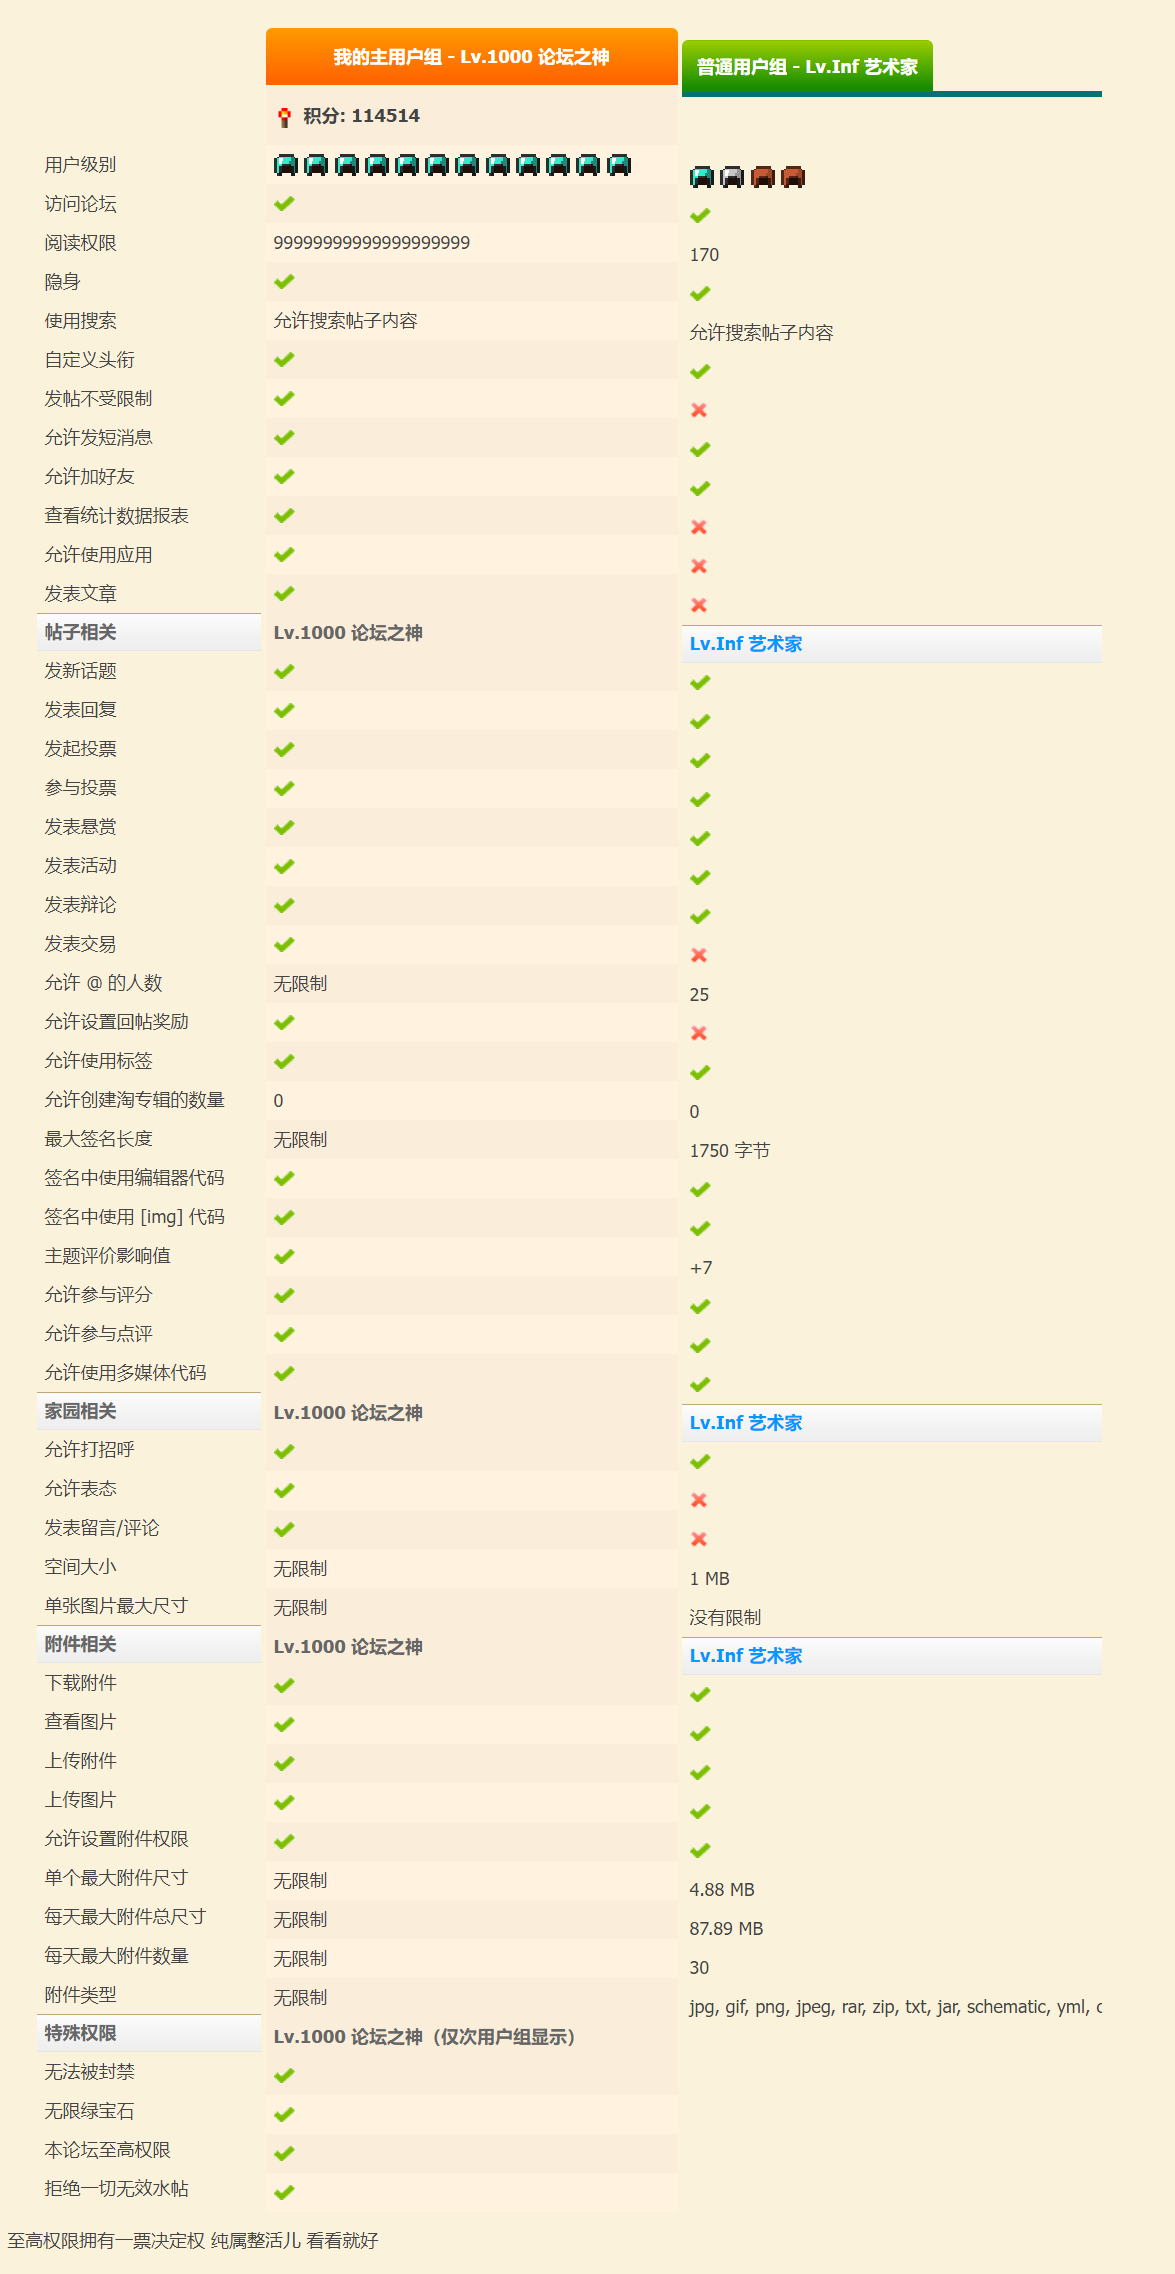 我的主用户组 - Lv.1000 论坛之神
普通用户组 - Lv.Inf 艺术家
积分: 114514
用户级别
访问论坛
阅读权限 99999999999999999999 170
隐身
使用搜索 允许搜索帖子内容 允许搜索帖子内容
自定义头衔
发帖不受限制
允许发短消息
允许加好友
查看统计数据报表
允许使用应用
发表文章
帖子相关 Lv.1000 论坛之神 Lv.Inf 艺术家
发新话题
发表回复
发起投票
参与投票
发表悬赏
发表活动
发表辩论
发表交易
允许 @ 的人数 无限制 25
允许设置回帖奖励
允许使用标签
允许创建淘专辑的数量 0 0
最大签名长度 无限制 1750 字节
签名中使用编辑器代码
签名中使用 [img] 代码
主题评价影响值 +7
允许参与评分
允许参与点评
允许使用多媒体代码
家园相关 Lv.1000 论坛之神 Lv.Inf 艺术家
允许打招呼
允许表态
发表留言/评论
空间大小 无限制 1 MB
单张图片最大尺寸 无限制 没有限制
附件相关 Lv.1000 论坛之神 Lv.Inf 艺术家
下载附件
查看图片
上传附件
上传图片
允许设置附件权限
单个最大附件尺寸 无限制 4.88 MB
每天最大附件总尺寸 无限制 87.89 MB
每天最大附件数量 无限制 30
附件类型 无限制 jpg, gif, png, jpeg, rar, zip, txt, jar, schematic, yml,
特殊权限 Lv.1000 论坛之神（仅次用户组显示）
无法被封禁
无限绿宝石
本论坛至高权限
拒绝一切无效水帖
至高权限拥有一票决定权 纯属整活儿 看看就好